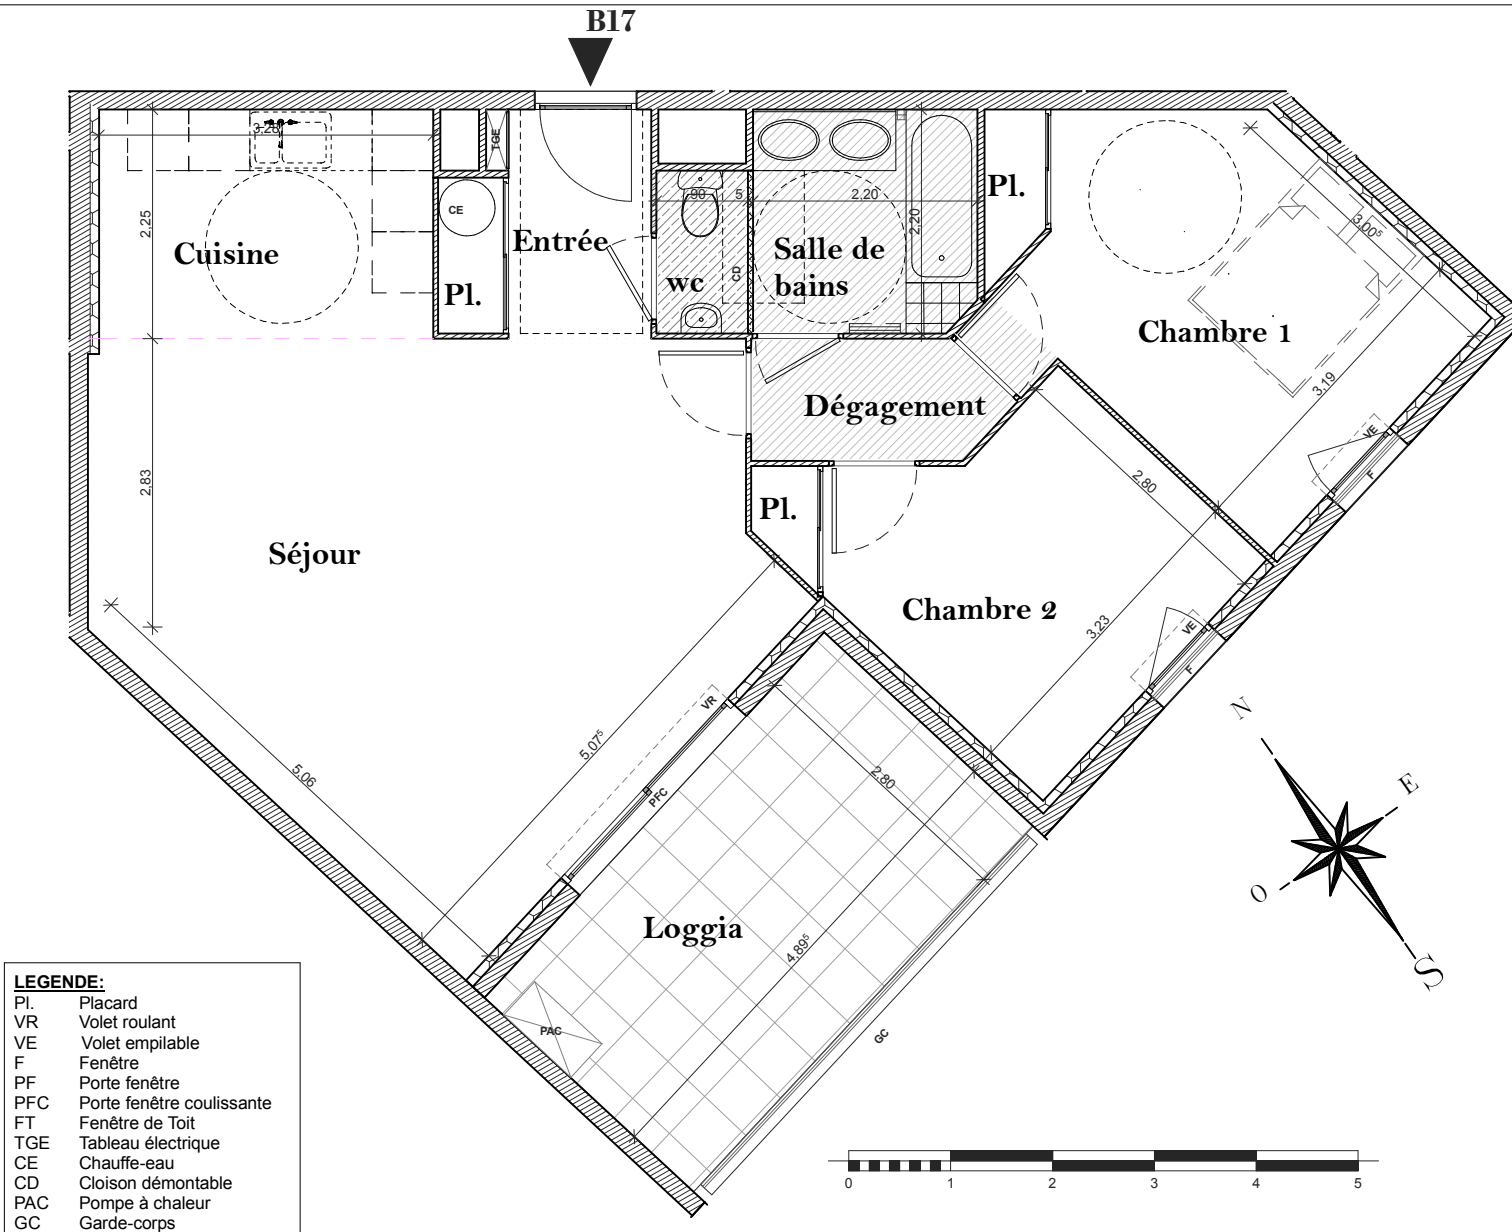 B17
3,28
TGE
CE
2,25
Cuisine
Entrée
Pl.
90
5
2,20
2,20
wc
CD
Salle de
bains
Pl.
3,00⁵
Chambre 1
3,19
VE
F
Dégagement
2,83
Séjour
Pl.
2,80
Chambre 2
3,23
VE
F
VR
PFC
5,07⁵
5,06
2,80
Loggia
4,89⁵
PAC
GC
N
E
O
S
LEGENDE:
Pl. Placard
VR Volet roulant
VE Volet empilable
F Fenêtre
PF Porte fenêtre
PFC Porte fenêtre coulissante
FT Fenêtre de Toit
TGE Tableau électrique
CE Chauffe-eau
CD Cloison démontable
PAC Pompe à chaleur
GC Garde-corps
0 1 2 3 4 5